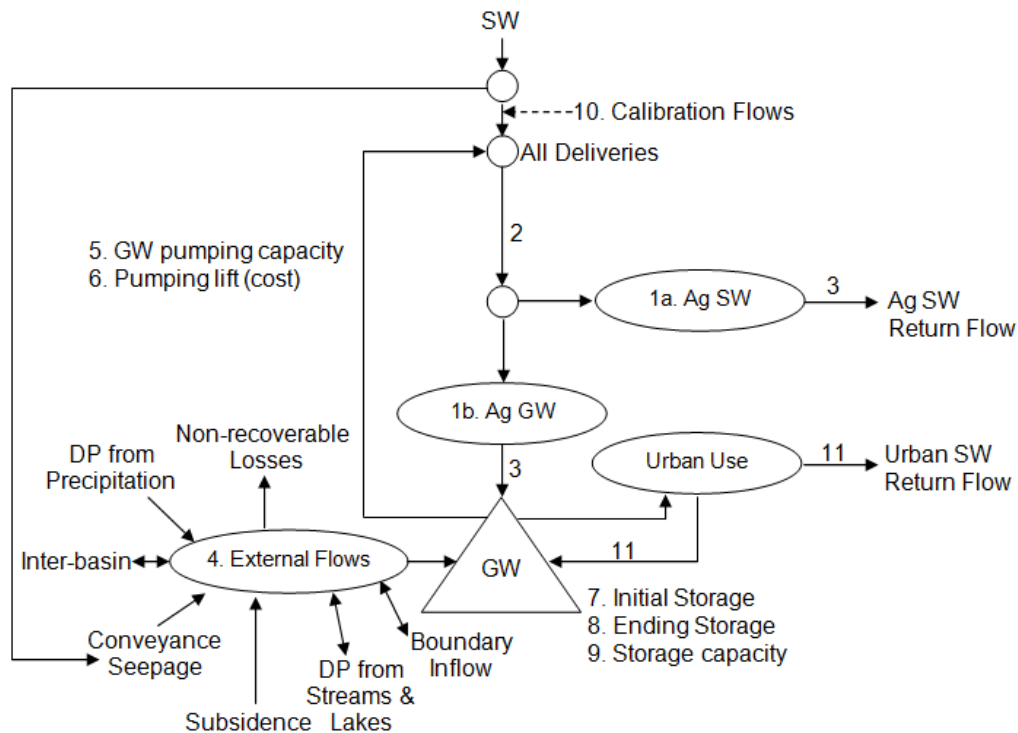 SW
10. Calibration Flows
All Deliveries
2
5. GW pumping capacity
6. Pumping lift (cost)
1a. Ag SW
3
Ag SW
Return Flow
1b. Ag GW
3
Non-recoverable
Losses
DP from
Precipitation
Urban Use
11
Urban SW
Return Flow
Inter-basin
4. External Flows
GW
11
7. Initial Storage
8. Ending Storage
9. Storage capacity
Conveyance
Seepage
Boundary
Inflow
DP from
Streams &
Lakes
Subsidence